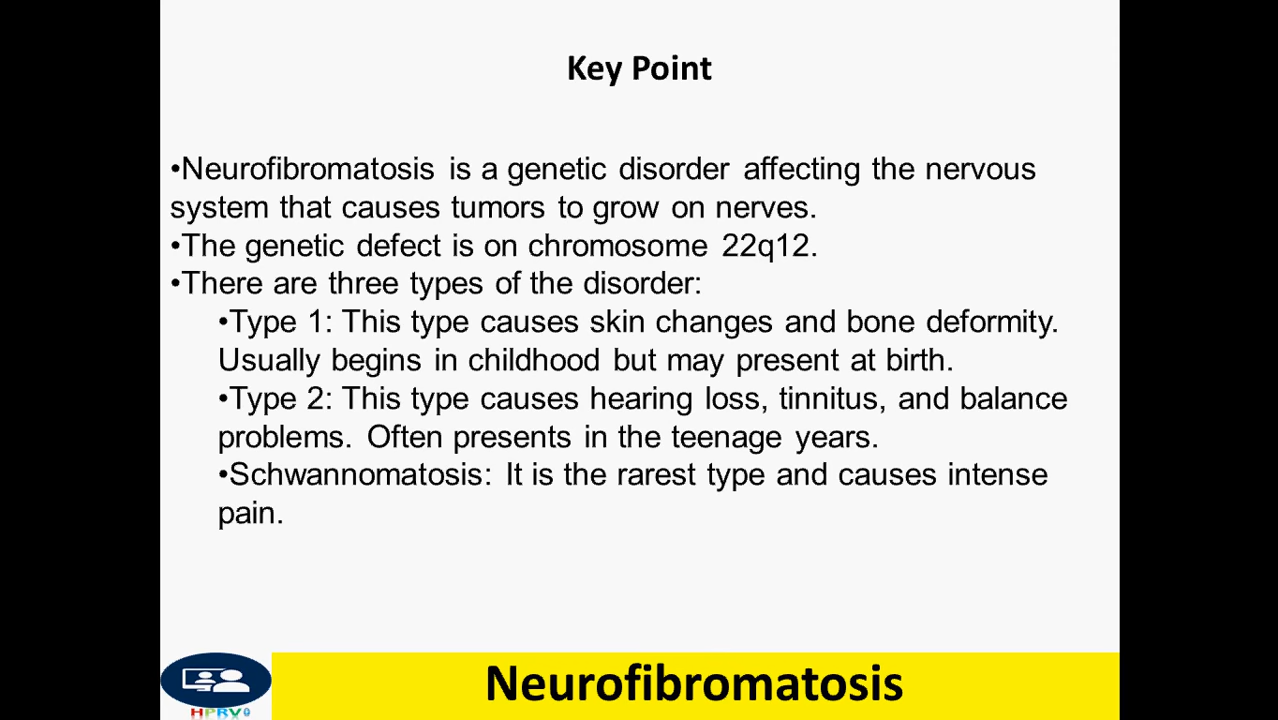 Key Point
•Neurofibromatosis is a genetic disorder affecting the nervous
system that causes tumors to grow on nerves.
•The genetic defect is on chromosome 22q12.
•There are three types of the disorder:
•Type 1: This type causes skin changes and bone deformity.
Usually begins in childhood but may present at birth.
•Type 2: This type causes hearing loss, tinnitus, and balance
problems.  Often presents in the teenage years.
•Schwannomatosis: It is the rarest type and causes intense
pain.
HPRV
Neurofibromatosis